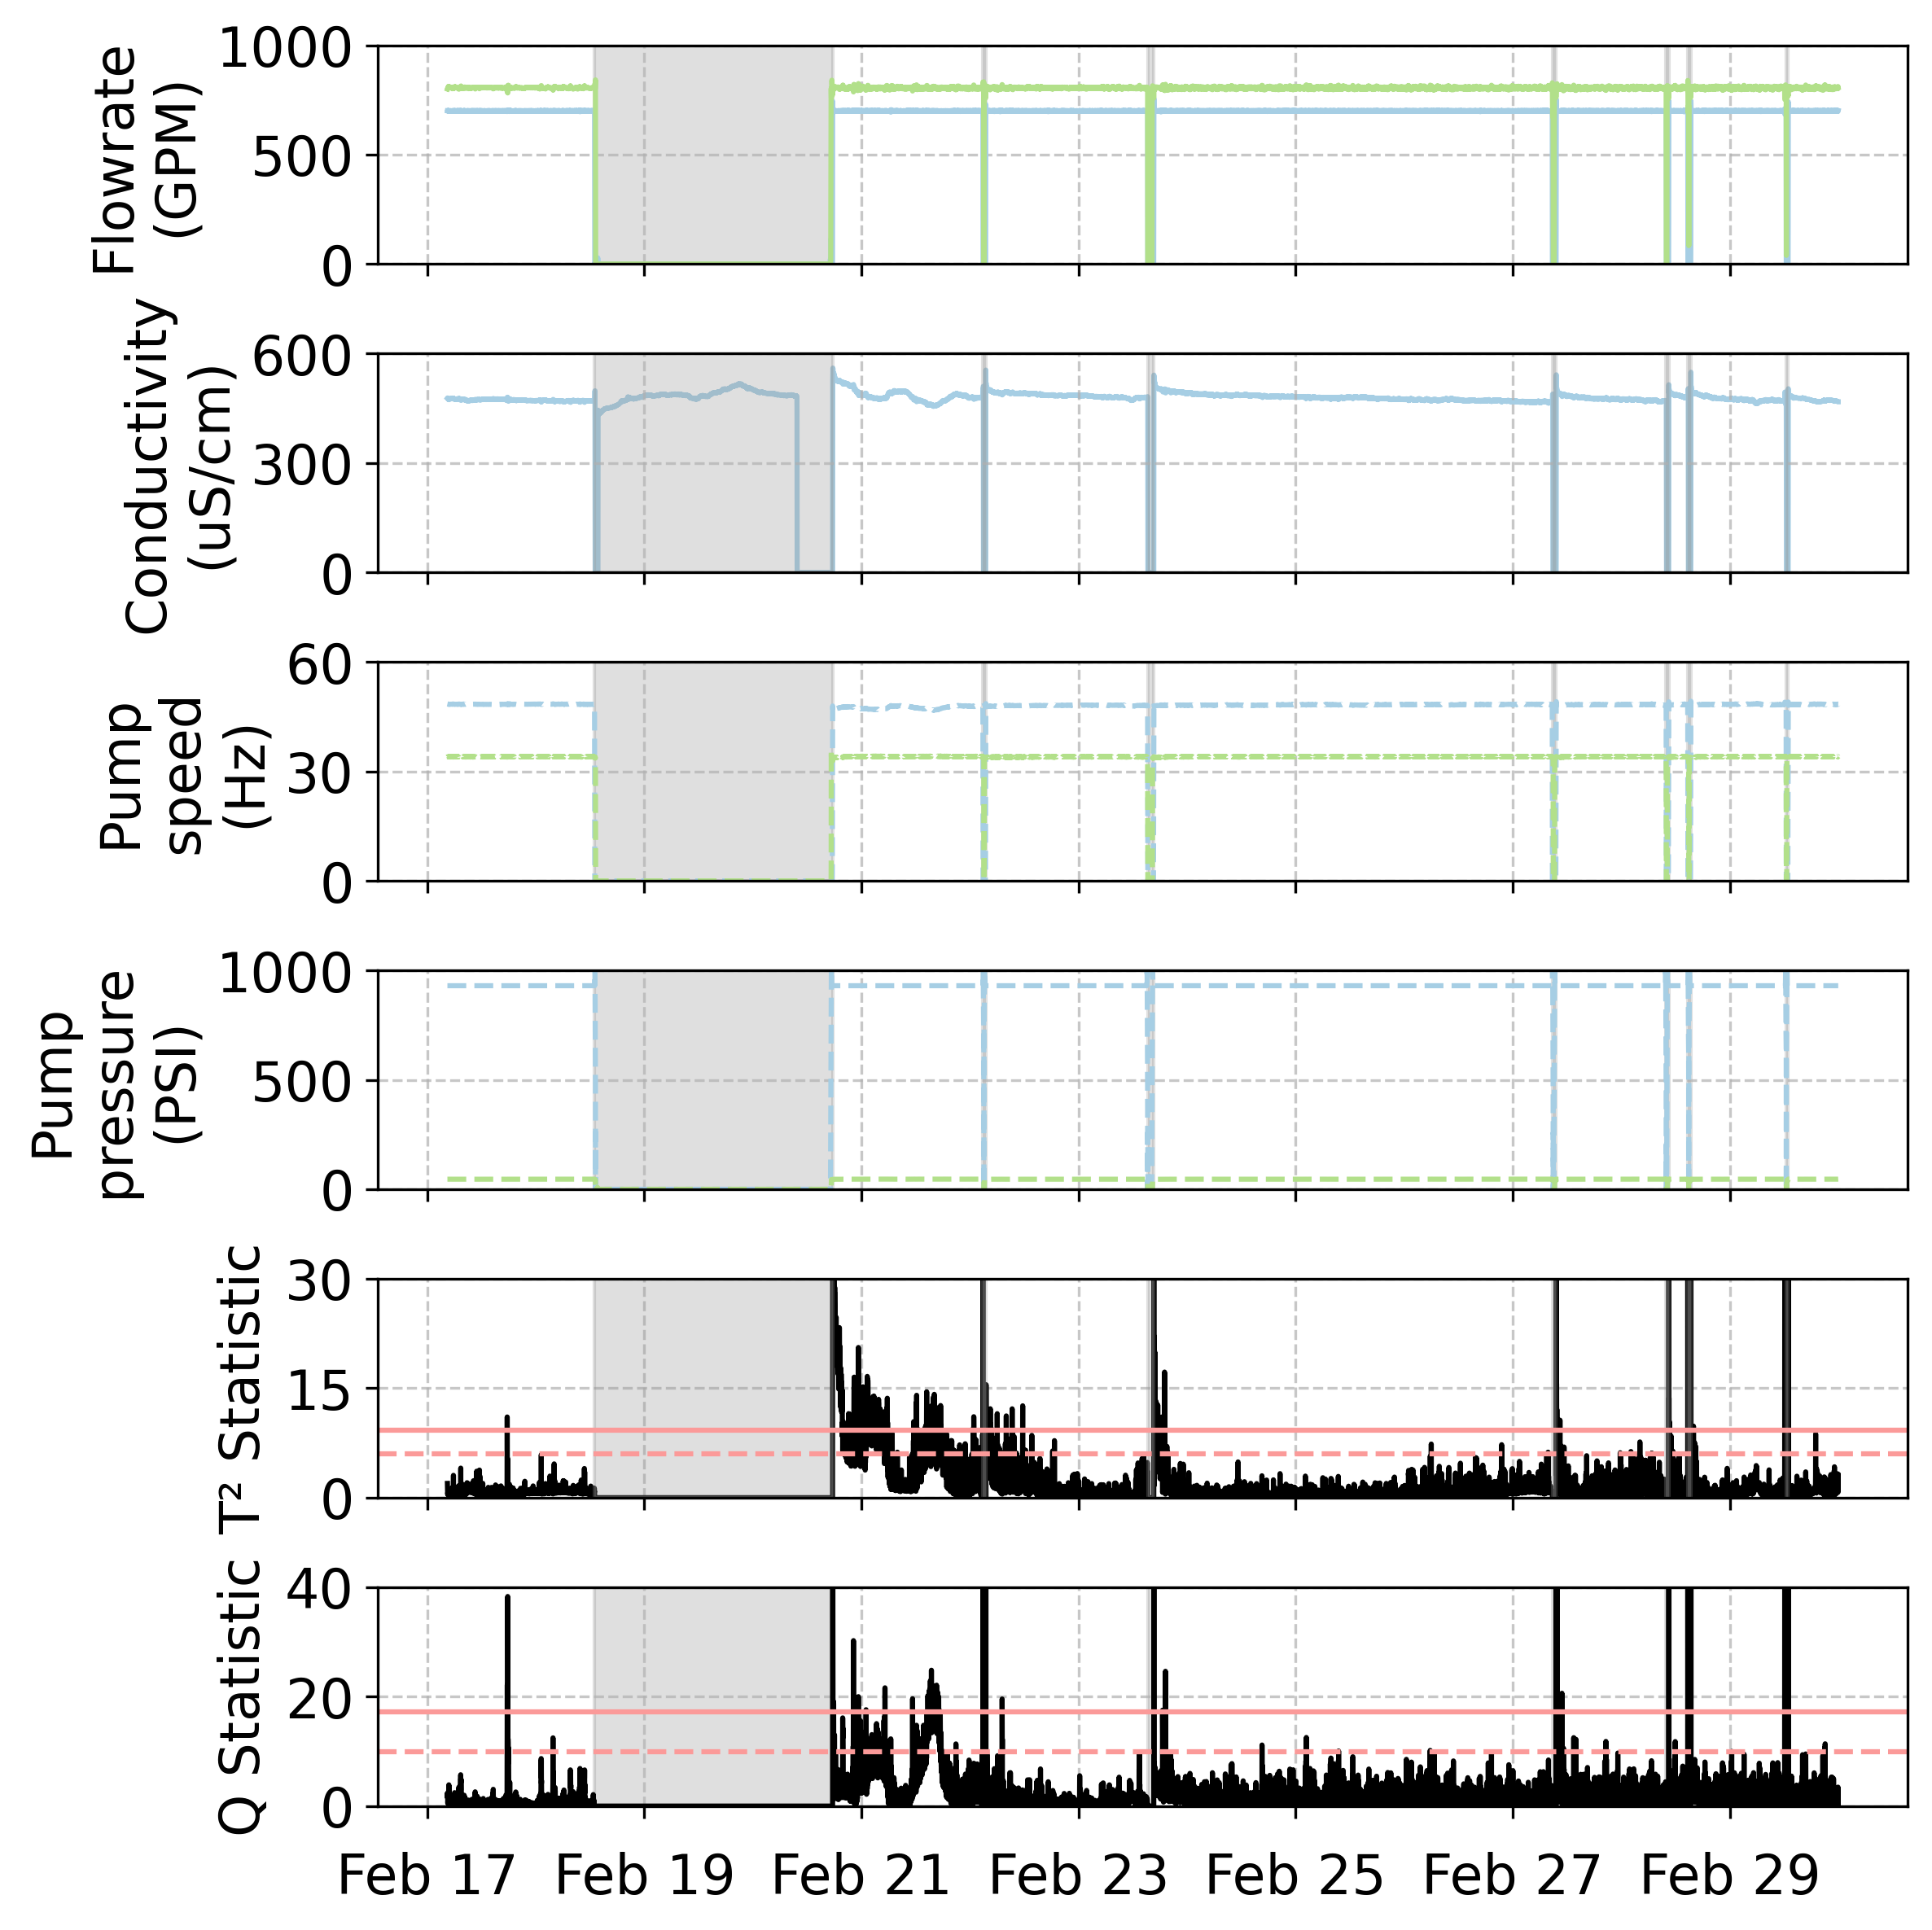 Flowrate
(GPM)
1000
500
0
Conductivity
(uS/cm)
600
300
0
Pump
speed
(Hz)
60
30
0
Pump
pressure
(PSI)
1000
500
0
T² Statistic
30
15
0
Q Statistic
40
20
0
Feb 17 Feb 19 Feb 21 Feb 23 Feb 25 Feb 27 Feb 29